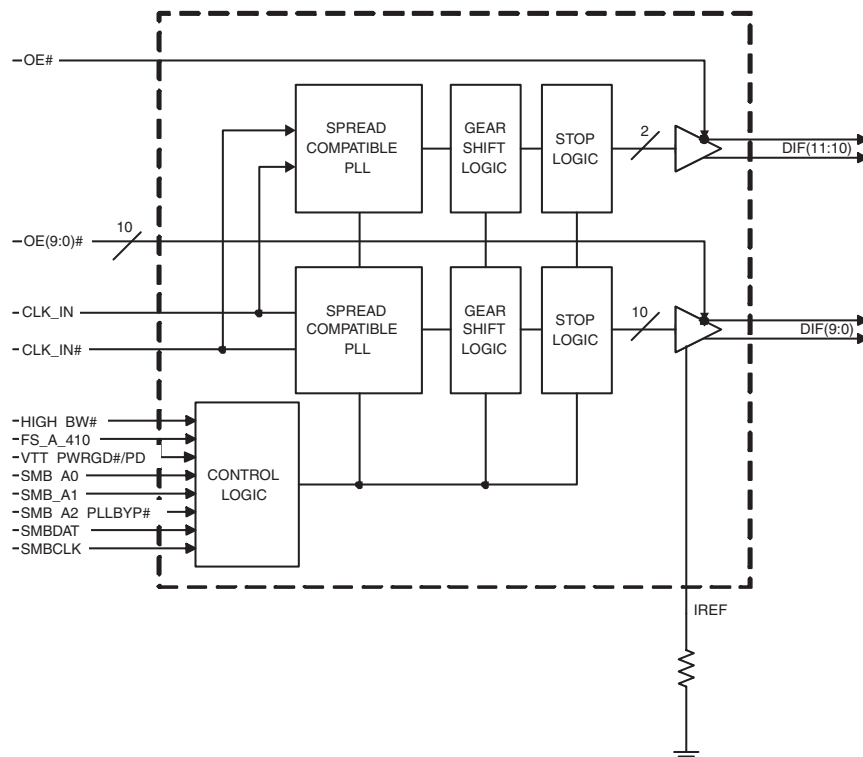 OE#
SPREAD
COMPATIBLE
PLL
GEAR
SHIFT
LOGIC
STOP
LOGIC
2
DIF(11:10)
OE(9:0)#
10
CLK_IN
CLK_IN#
SPREAD
COMPATIBLE
PLL
GEAR
SHIFT
LOGIC
STOP
LOGIC
10
DIF(9:0)
HIGH BW#
FS_A_410
VTT PWRGD#/PD
SMB A0
SMB_A1
SMB A2 PLLBYP#
SMBDAT
SMBCLK
CONTROL
LOGIC
IREF